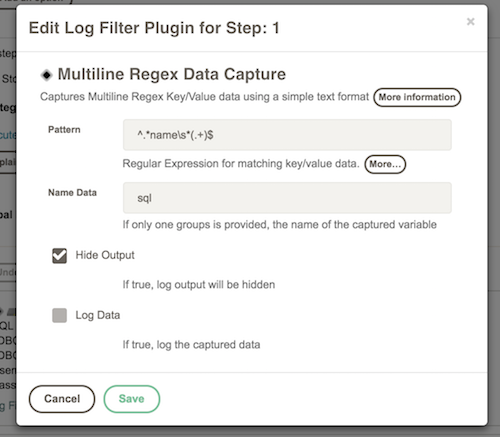 Edit Log Filter Plugin for Step: 1
×
Multiline Regex Data Capture
Captures Multiline Regex Key/Value data using a simple text format More information
Pattern
^.*name\s*(.+)$
Regular Expression for matching key/value data. More...
Name Data
sql
If only one groups is provided, the name of the captured variable
Hide Output
If true, log output will be hidden
Log Data
If true, log the captured data
Cancel
Save